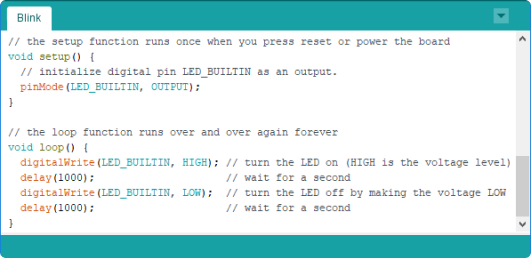 Blink
// the setup function runs once when you press reset or power the board
void setup() {
  // initialize digital pin LED_BUILTIN as an output.
  pinMode(LED_BUILTIN, OUTPUT);
}

// the loop function runs over and over again forever
void loop() {
  digitalWrite(LED_BUILTIN, HIGH); // turn the LED on (HIGH is the voltage level)
  delay(1000);                     // wait for a second
  digitalWrite(LED_BUILTIN, LOW);  // turn the LED off by making the voltage LOW
  delay(1000);                     // wait for a second
}